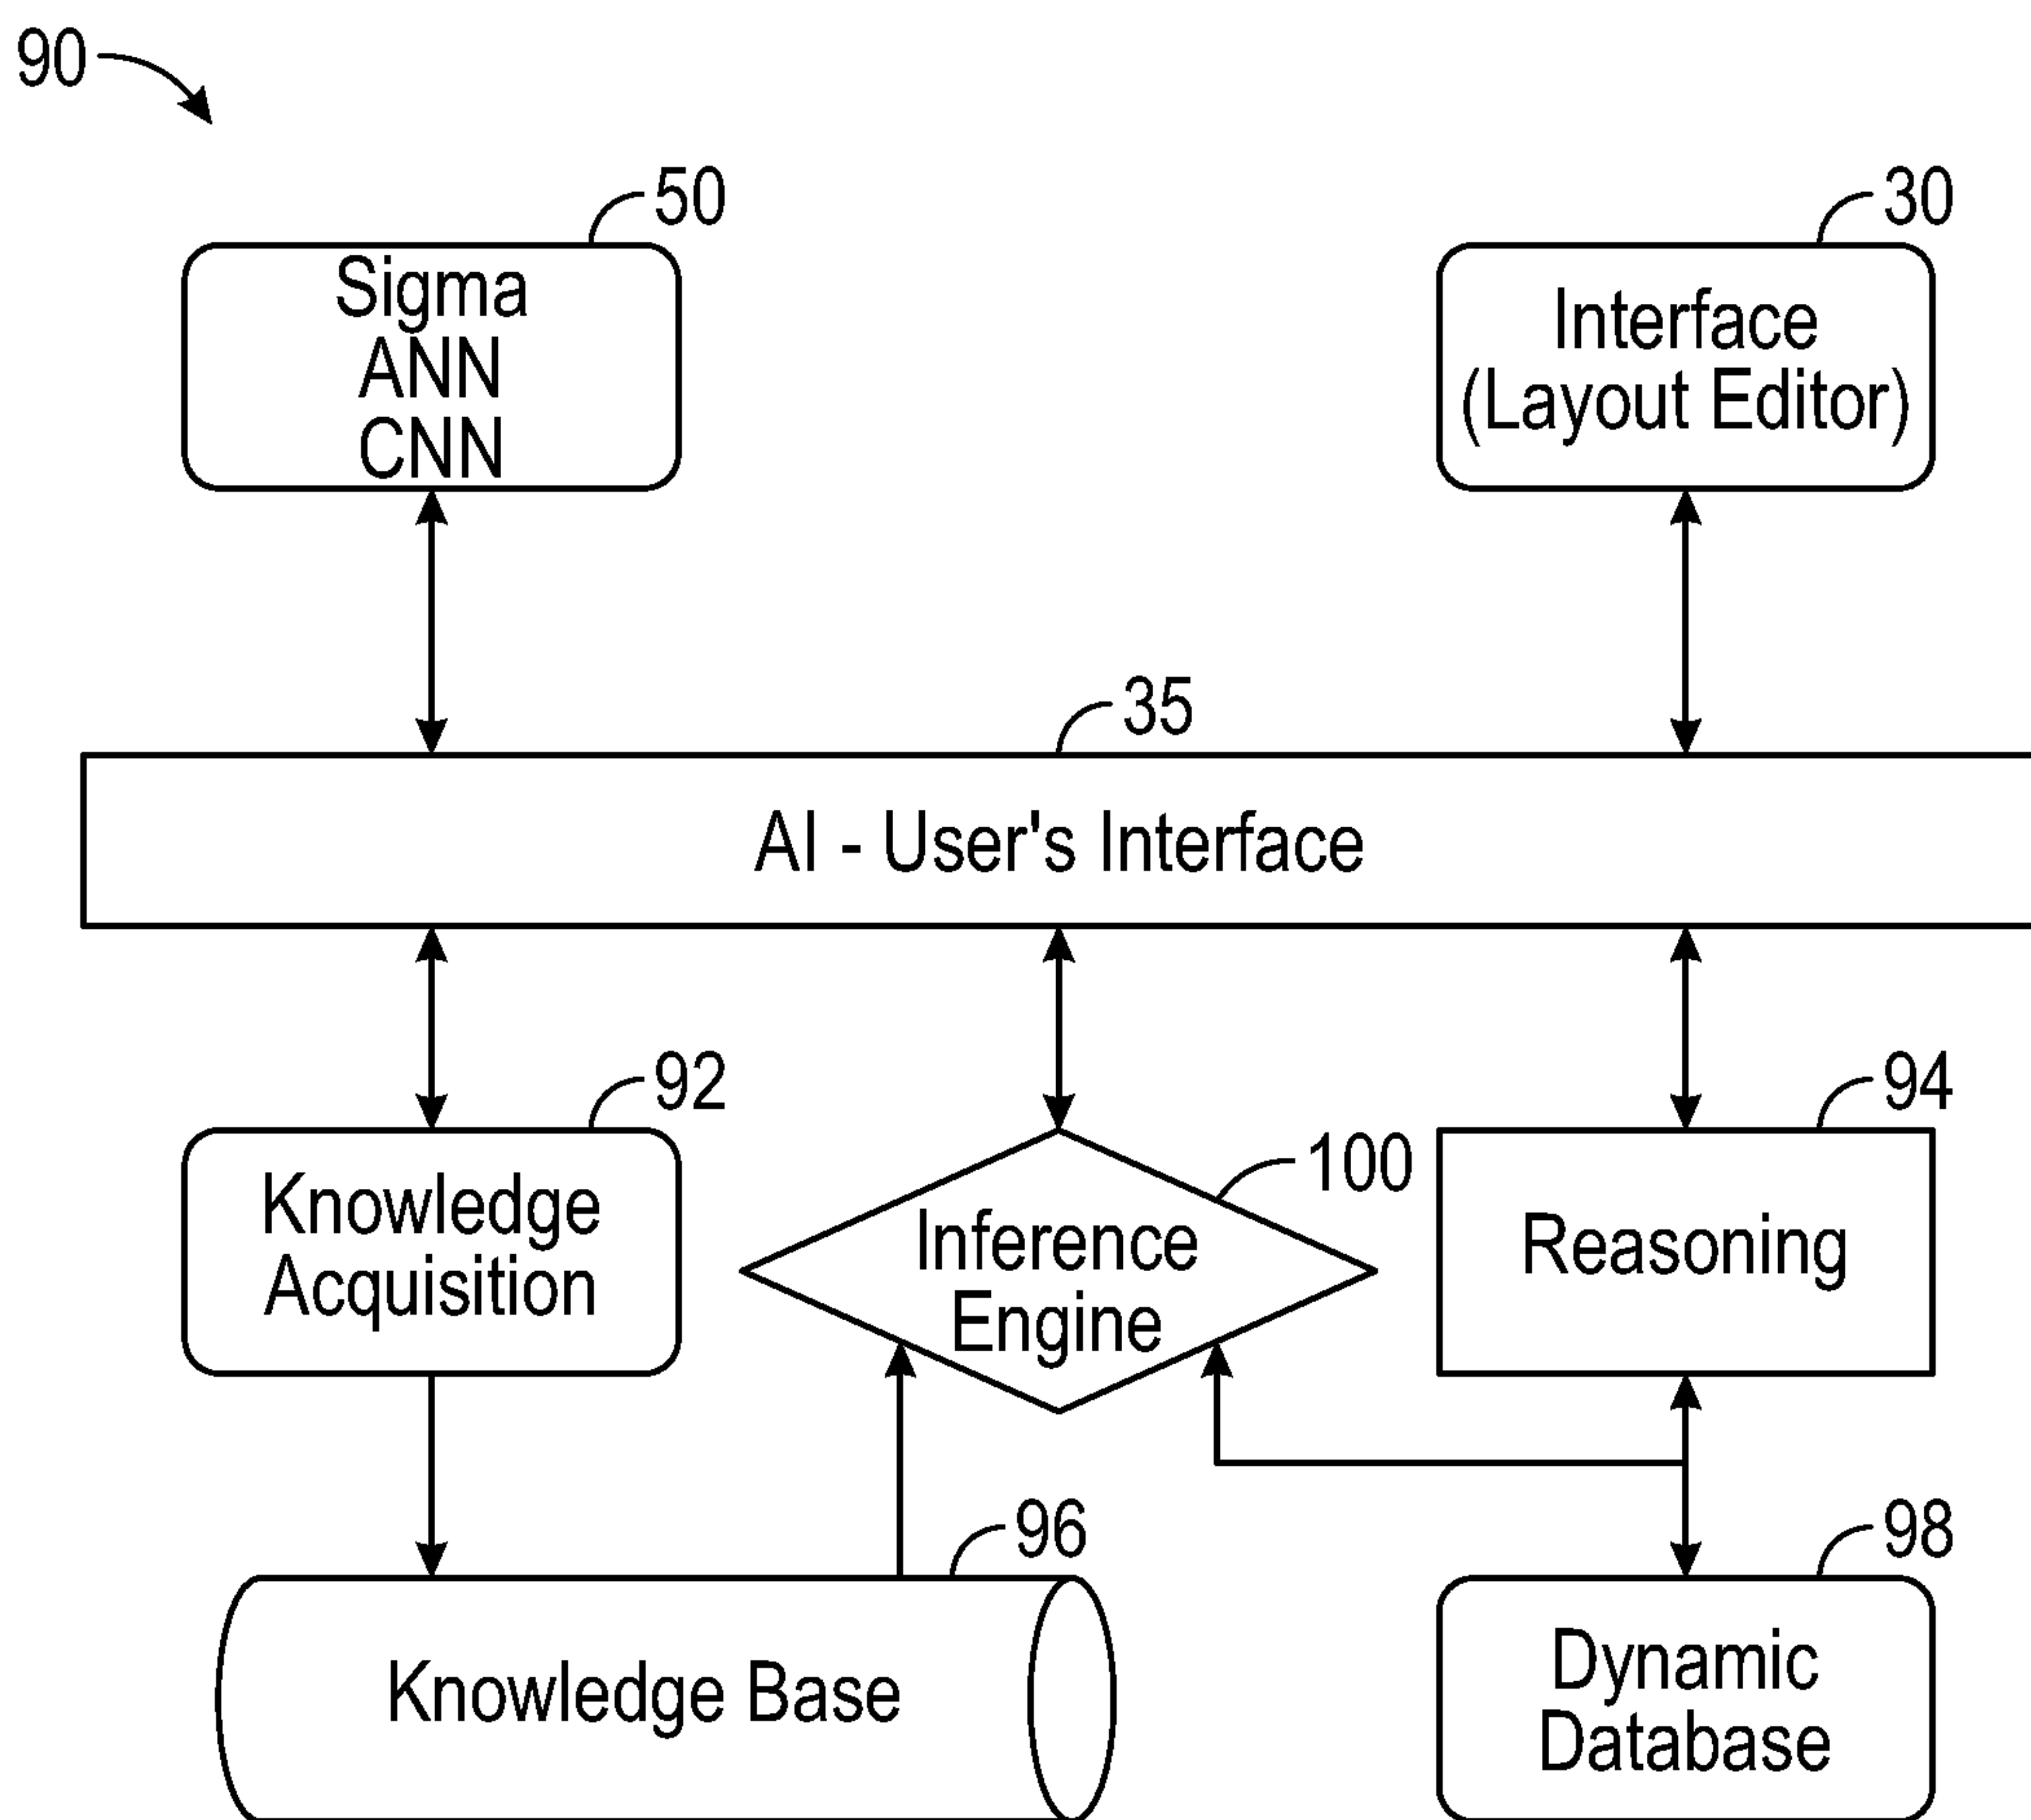 90
50
Sigma
ANN
CNN
30
Interface
(Layout Editor)
35
AI - User's Interface
92
Knowledge
Acquisition
100
Inference
Engine
94
Reasoning
96
Knowledge Base
98
Dynamic
Database